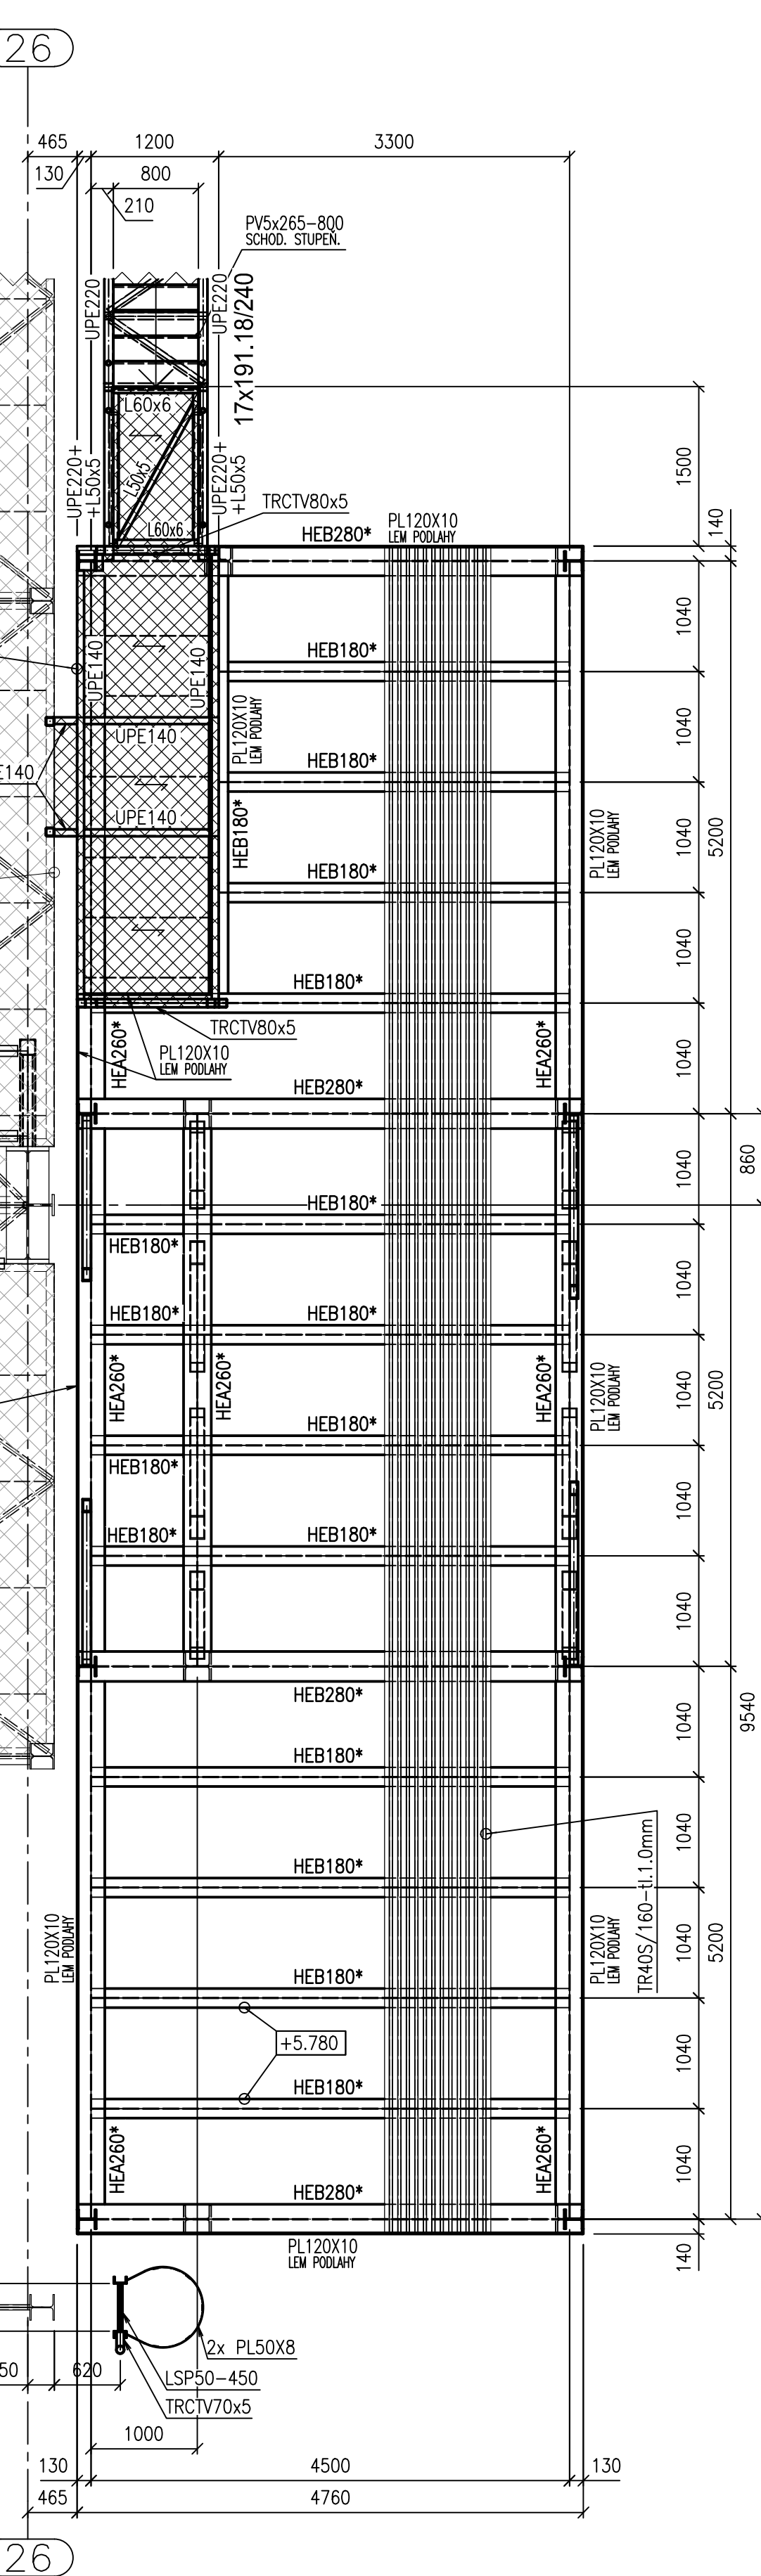 26
465
1200
3300
130
800
210
PV5x265-800
SCHOD. STUPEŇ.
UPE220
UPE220
17x191.18/240
L60x6
L50x5
UPE220+
+L50x5
UPE220+
+L50x5
L60x6
TRCTV80x5
1500
140
PL120X10
LEM PODLAHY
HEB280*
1040
HEB180*
UPE140
UPE140
PL120X10
LEM PODLAHY
1040
UPE140
HEB180*
E140
UPE140
HEB180*
PL120X10
LEM PODLAHY
1040
5200
HEB180*
1040
HEB180*
TRCTV80x5
PL120X10
LEM PODLAHY
HEA260*
HEA260*
1040
HEB280*
860
1040
HEB180*
HEB180*
1040
HEB180*
HEB180*
HEA260*
HEA260*
HEA260*
PL120X10
LEM PODLAHY
1040
5200
HEB180*
HEB180*
1040
HEB180*
HEB180*
1040
HEB280*
9540
1040
HEB180*
1040
HEB180*
TR40S/160-tl.1.0mm
PL120X10
LEM PODLAHY
PL120X10
LEM PODLAHY
1040
5200
HEB180*
+5.780
1040
HEB180*
HEA260*
HEA260*
1040
HEB280*
140
PL120X10
LEM PODLAHY
2x PL50X8
50
620
LSP50-450
TRCTV70x5
1000
130
4500
130
465
4760
26